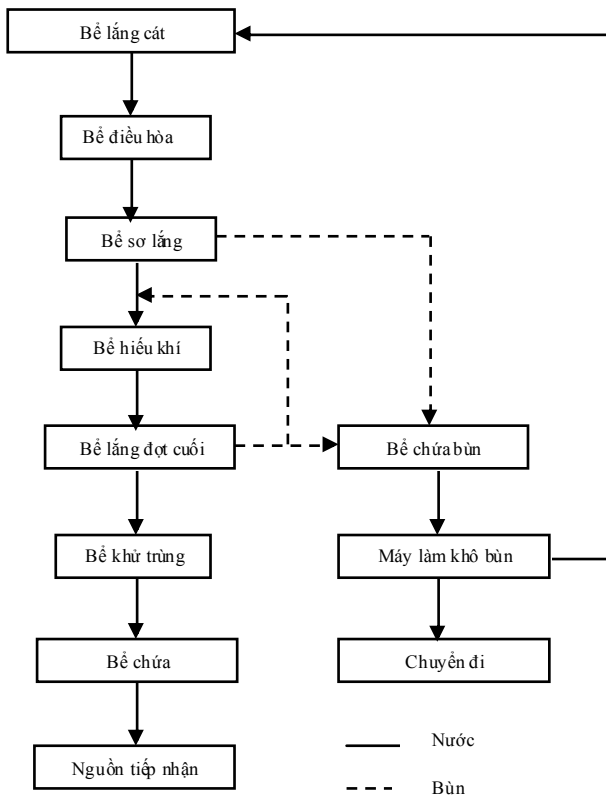 Bể lắng cát
Bể điều hòa
Bể sơ lắng
Bể hiếu khí
Bể lắng đợt cuối
Bể chứa bùn
Bể khử trùng
Máy làm khô bùn
Bể chứa
Chuyển đi
Nguồn tiếp nhận
Nước
Bùn